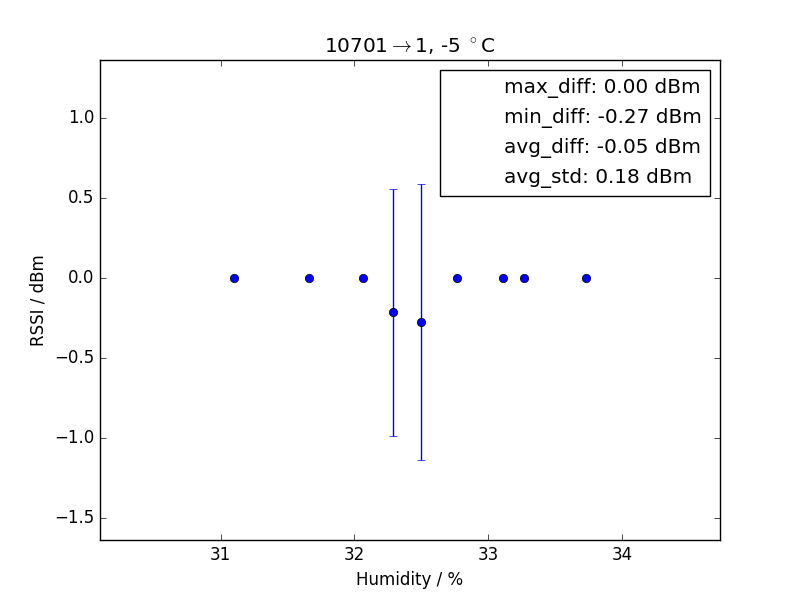 10701→1, -5 °C
max_diff: 0.00 dBm
min_diff: -0.27 dBm
avg_diff: -0.05 dBm
avg_std: 0.18 dBm
RSSI / dBm
1.0
0.5
0.0
−0.5
−1.0
−1.5
31 32 33 34
Humidity / %